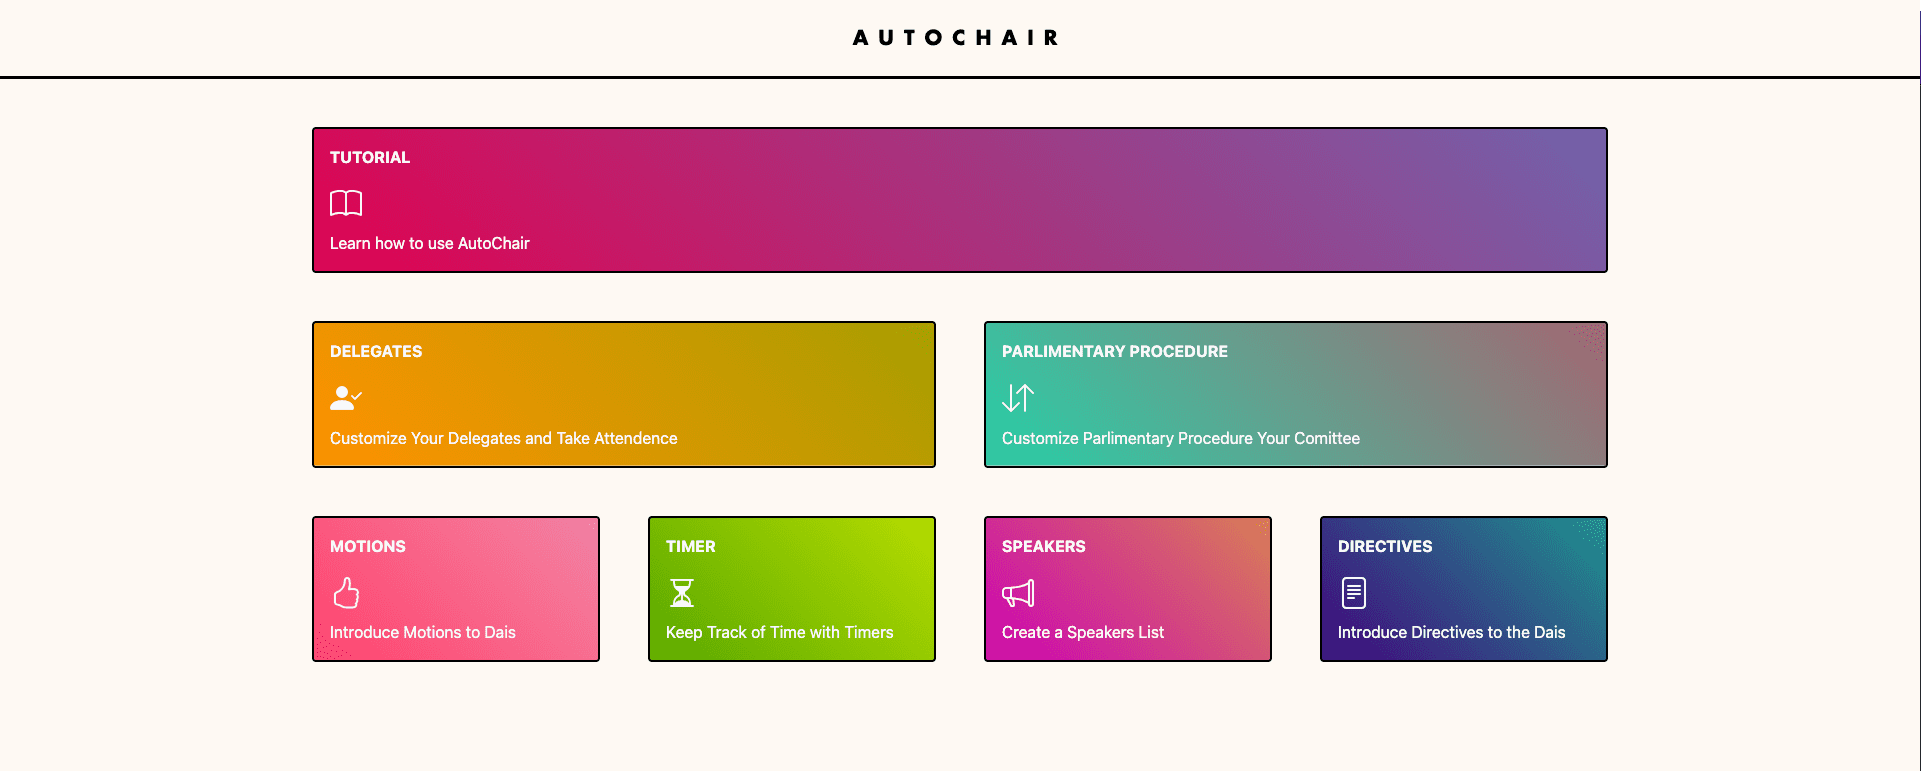 AUTOCHAIR
TUTORIAL
Learn how to use AutoChair
DELEGATES
Customize Your Delegates and Take Attendence
PARLIMENTARY PROCEDURE
Customize Parlimentary Procedure Your Comittee
MOTIONS
Introduce Motions to Dais
TIMER
Keep Track of Time with Timers
SPEAKERS
Create a Speakers List
DIRECTIVES
Introduce Directives to the Dais